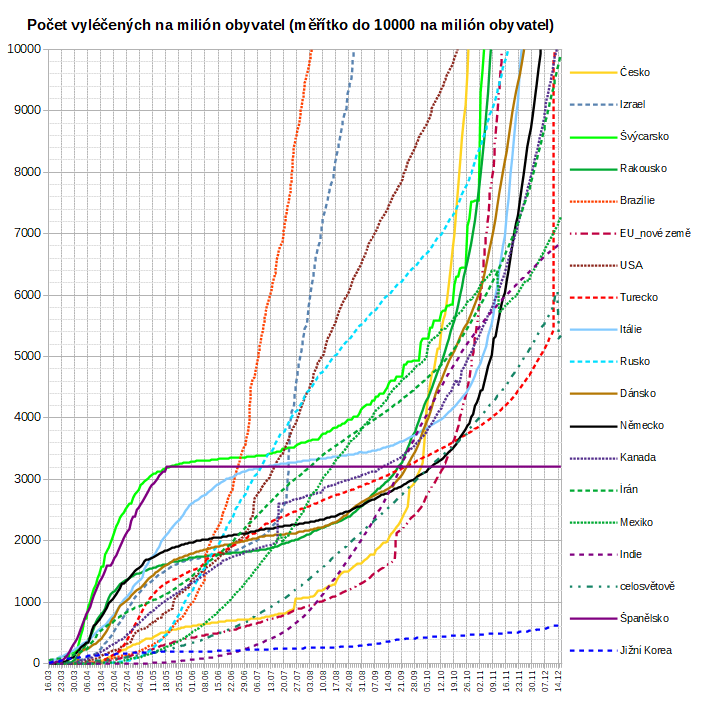 Počet vyléčených na milión obyvatel (měřítko do 10000 na milión obyvatel)
10000
9000
8000
7000
6000
5000
4000
3000
2000
1000
0
Česko
Izrael
Švýcarsko
Rakousko
Brazílie
EU_nové země
USA
Turecko
Itálie
Rusko
Dánsko
Německo
Kanada
Írán
Mexiko
Indie
celosvětově
Španělsko
Jižní Korea
16.03
23.03
30.03
06.04
13.04
20.04
27.04
04.05
11.05
18.05
25.05
01.06
08.06
15.06
22.06
29.06
06.07
13.07
20.07
27.07
03.08
10.08
17.08
24.08
31.08
07.09
14.09
21.09
28.09
05.10
12.10
19.10
26.10
02.11
09.11
16.11
23.11
30.11
07.12
14.12